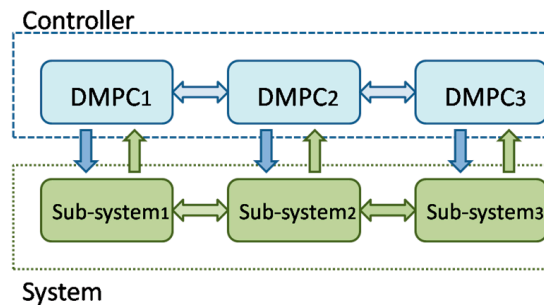 Controller
DMPC1 DMPC2 DMPC3
Sub-system1 Sub-system2 Sub-system3
System